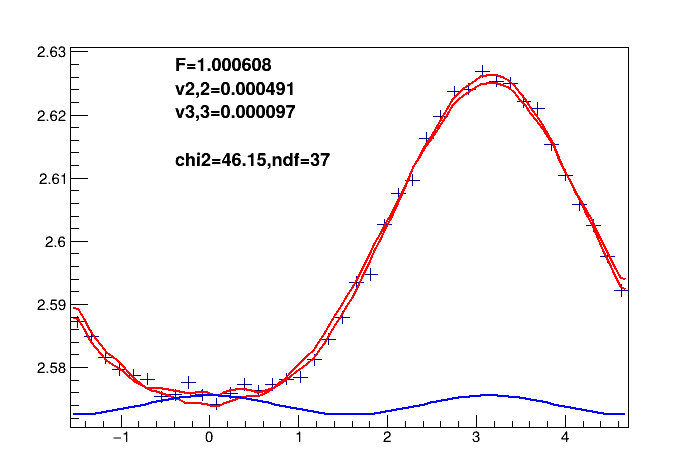 2.63
F=1.000608
v2,2=0.000491
v3,3=0.000097
2.62
chi2=46.15,ndf=37
2.61
2.6
2.59
2.58
−1 0 1 2 3 4